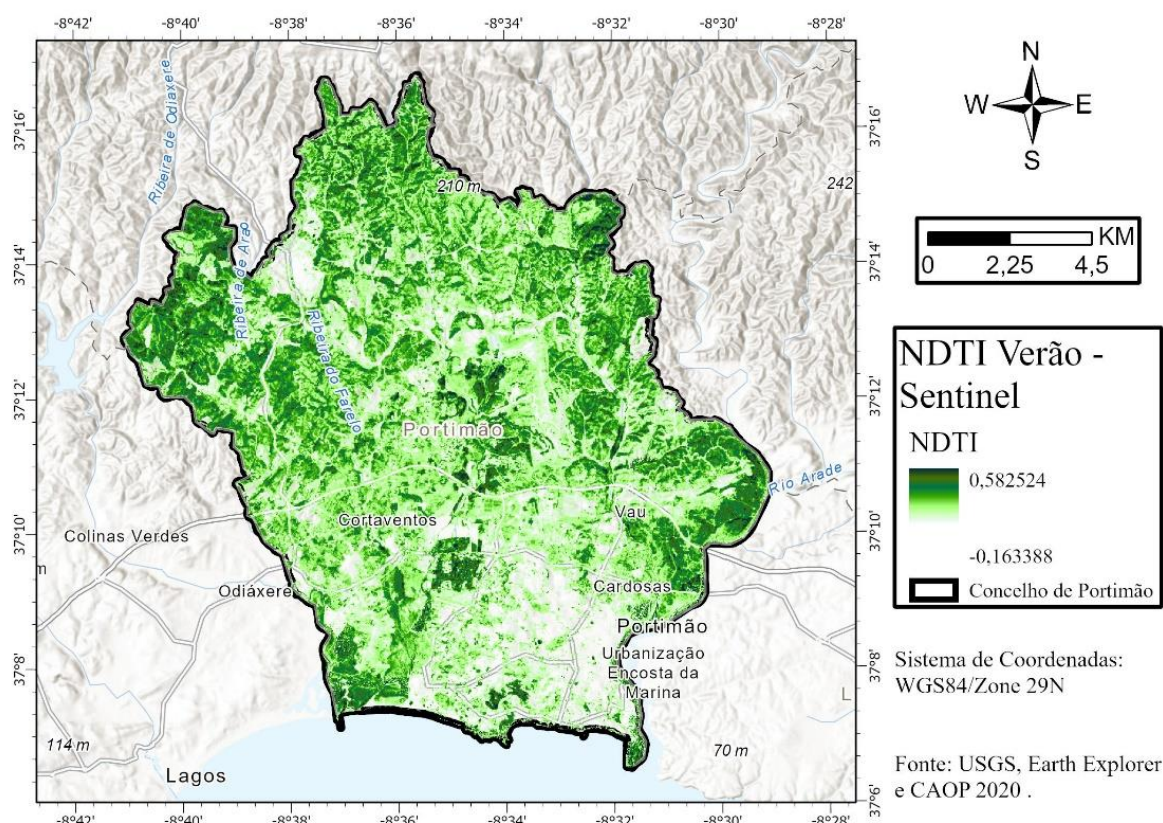 -8°42' -8°40' -8°38' -8°36' -8°34' -8°32' -8°30' -8°28'
37°16' 37°14' 37°12' 37°10' 37°8' 37°6'
37°16' 37°14' 37°12' 37°10' 37°8'
Ribeira de Odiaxere
210 m
242
Ribeira de Arao
Ribeira do Farelo
Portimão
Rio Arade
Cortaventos
Vau
Colinas Verdes
m
Odiáxere
Cardosas
Portimão
Urbanização
Encosta da
Marina
L
114 m
70 m
Lagos
-8°42' -8°40' -8°38' -8°36' -8°34' -8°32' -8°30' -8°28'
N
W E
S
KM
0 2,25 4,5
NDTI Verão -
Sentinel
NDTI
0,582524
-0,163388
Concelho de Portimão
Sistema de Coordenadas:
WGS84/Zone 29N
Fonte: USGS, Earth Explorer
e CAOP 2020 .